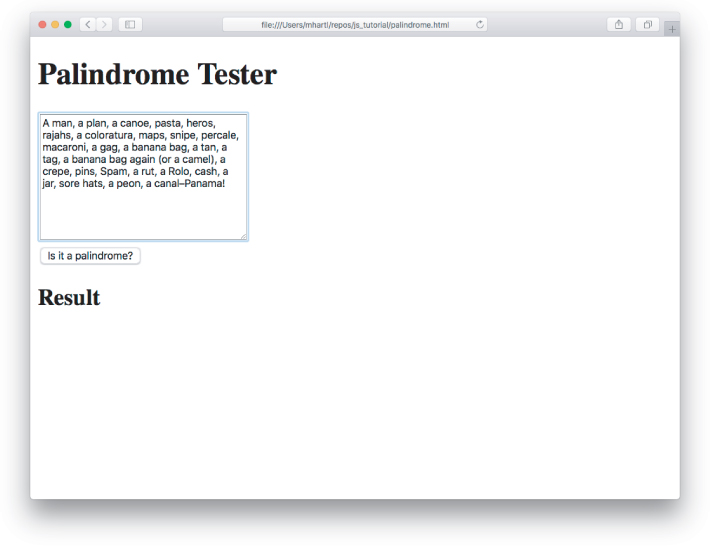 file:///Users/mhartl/repos/js_tutorial/palindrome.html
Palindrome Tester
A man, a plan, a canoe, pasta, heros,
rajahs, a coloratura, maps, snipe, percale,
macaroni, a gag, a banana bag, a tan, a
tag, a banana bag again (or a camel), a
crepe, pins, Spam, a rut, a Rolo, cash, a
jar, sore hats, a peon, a canal–Panama!
Is it a palindrome?
Result